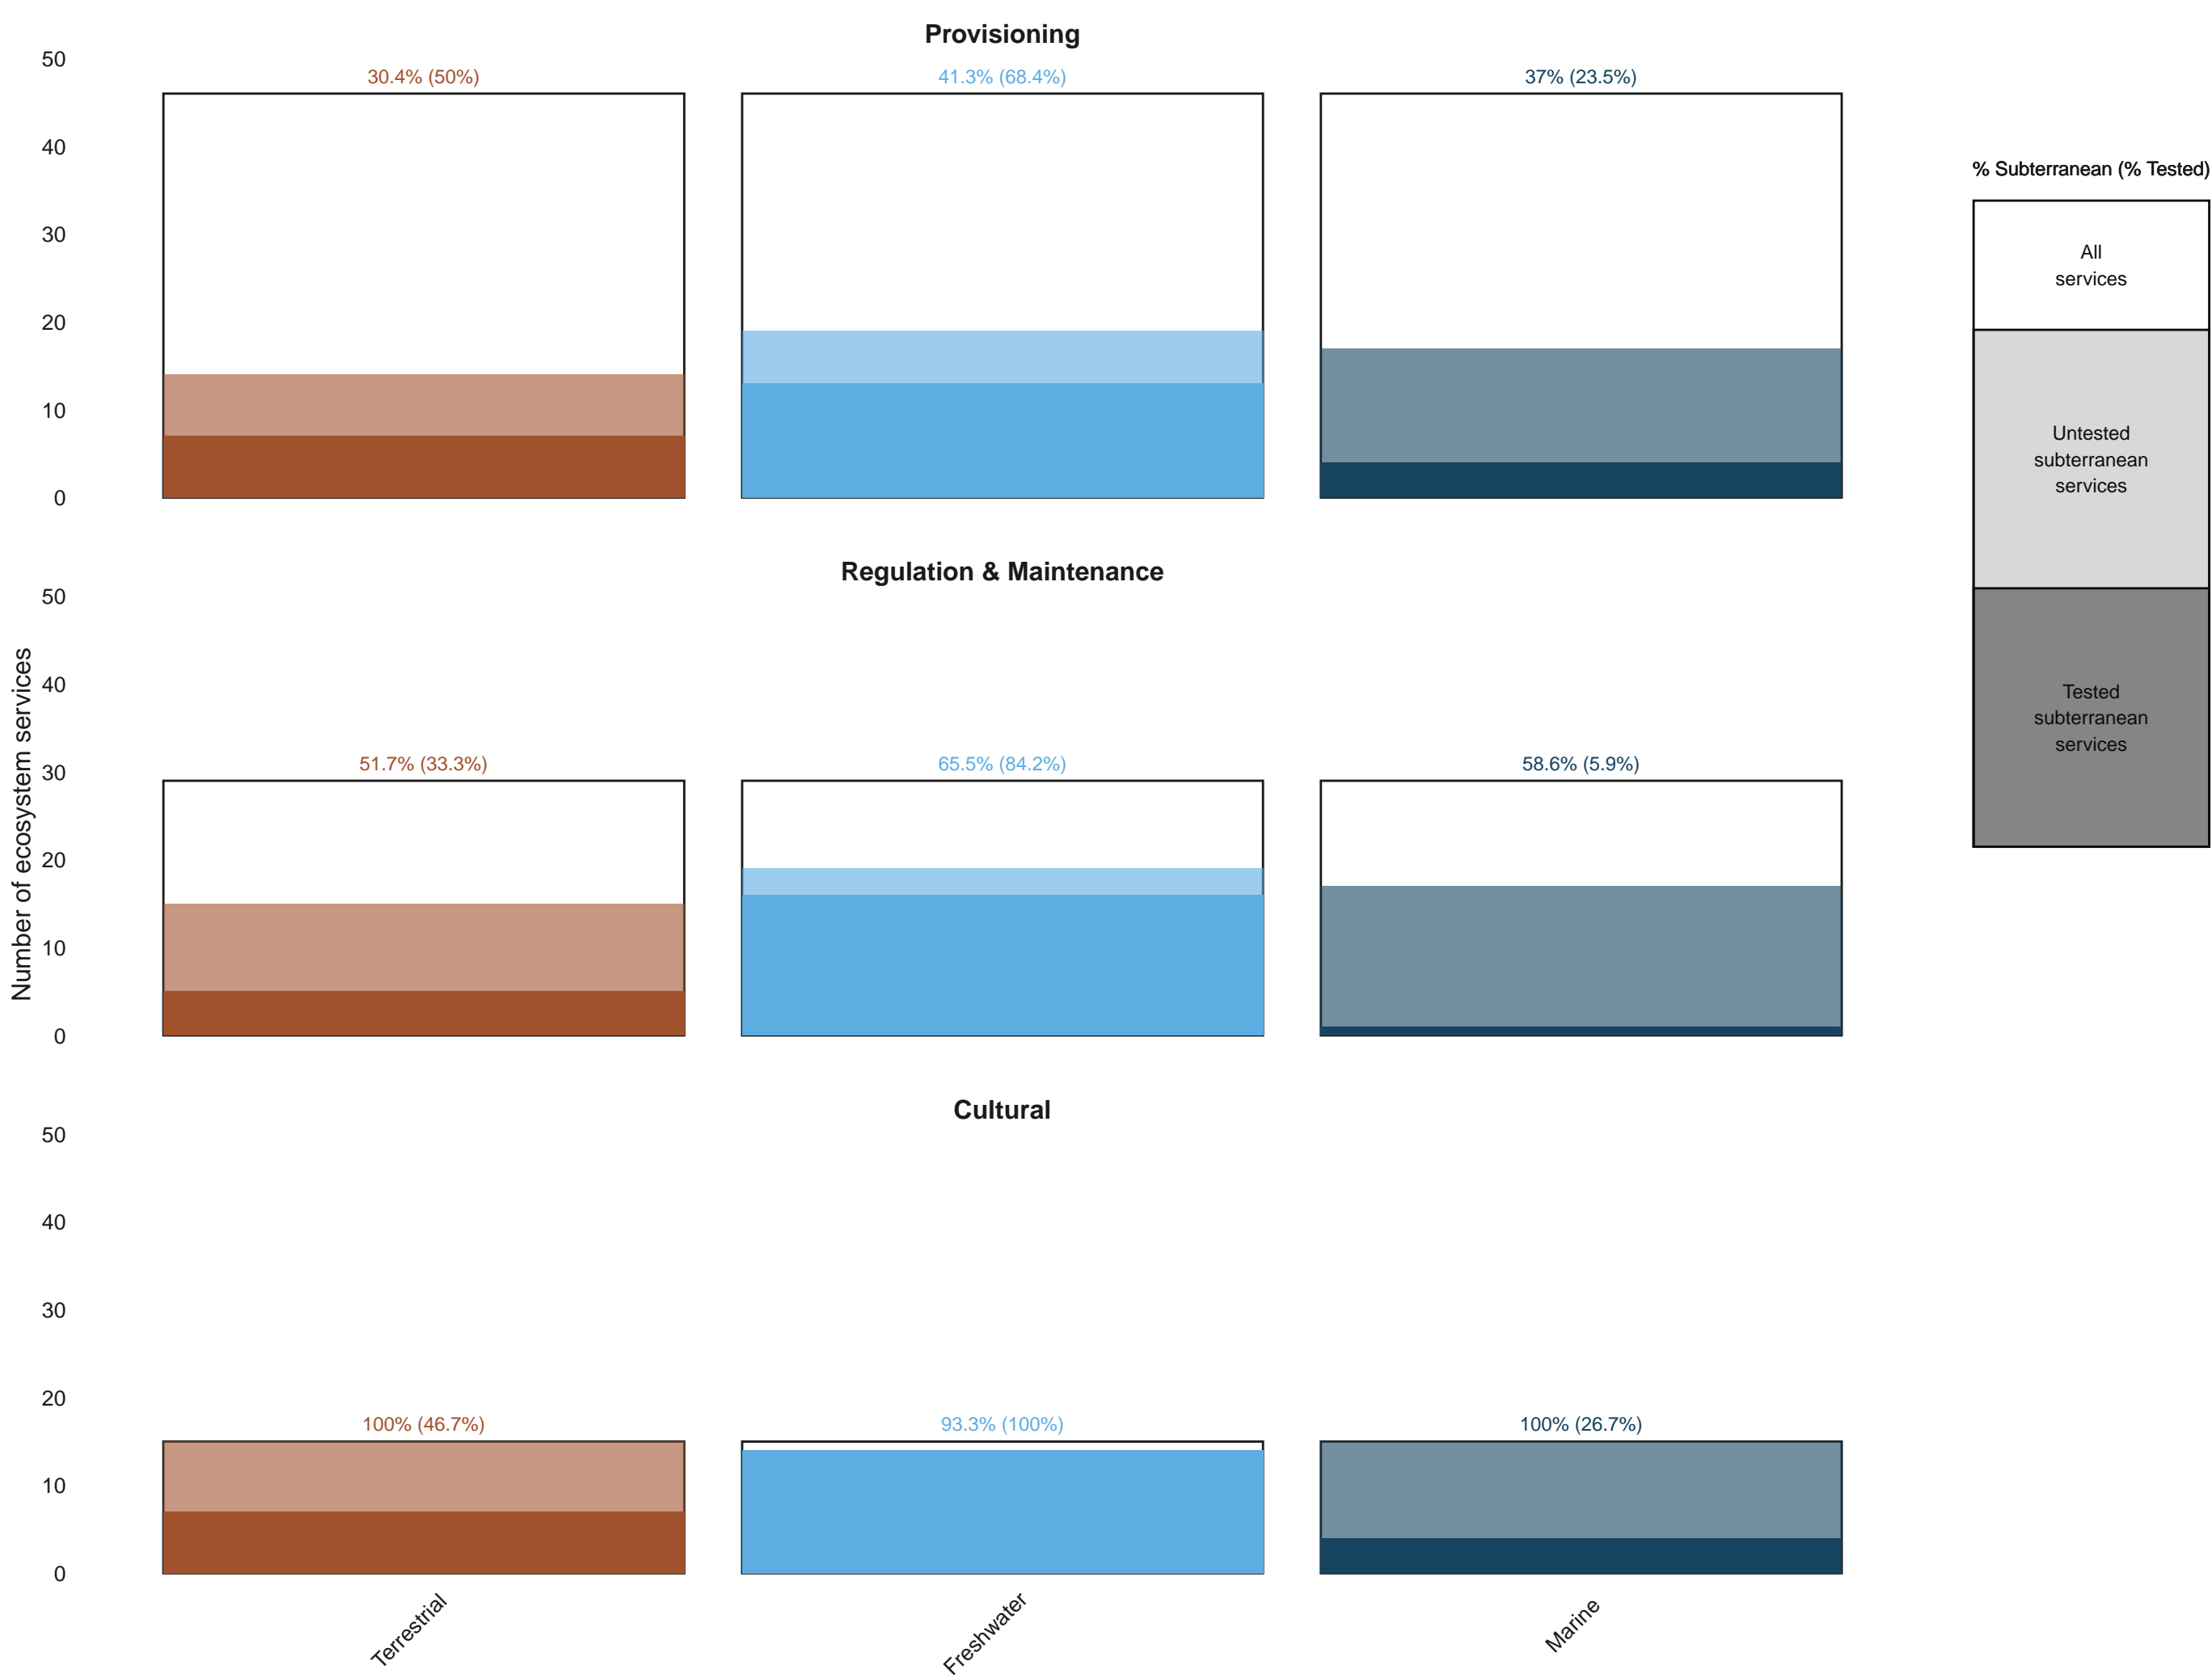 Provisioning
50
40
30
20
10
0
30.4% (50%)
41.3% (68.4%)
37% (23.5%)
% Subterranean (% Tested)
All
services
Untested
subterranean
services
Tested
subterranean
services
Number of ecosystem services
Regulation & Maintenance
50
40
30
20
10
0
51.7% (33.3%)
65.5% (84.2%)
58.6% (5.9%)
Cultural
50
40
30
20
10
0
100% (46.7%)
93.3% (100%)
100% (26.7%)
Terrestrial
Freshwater
Marine